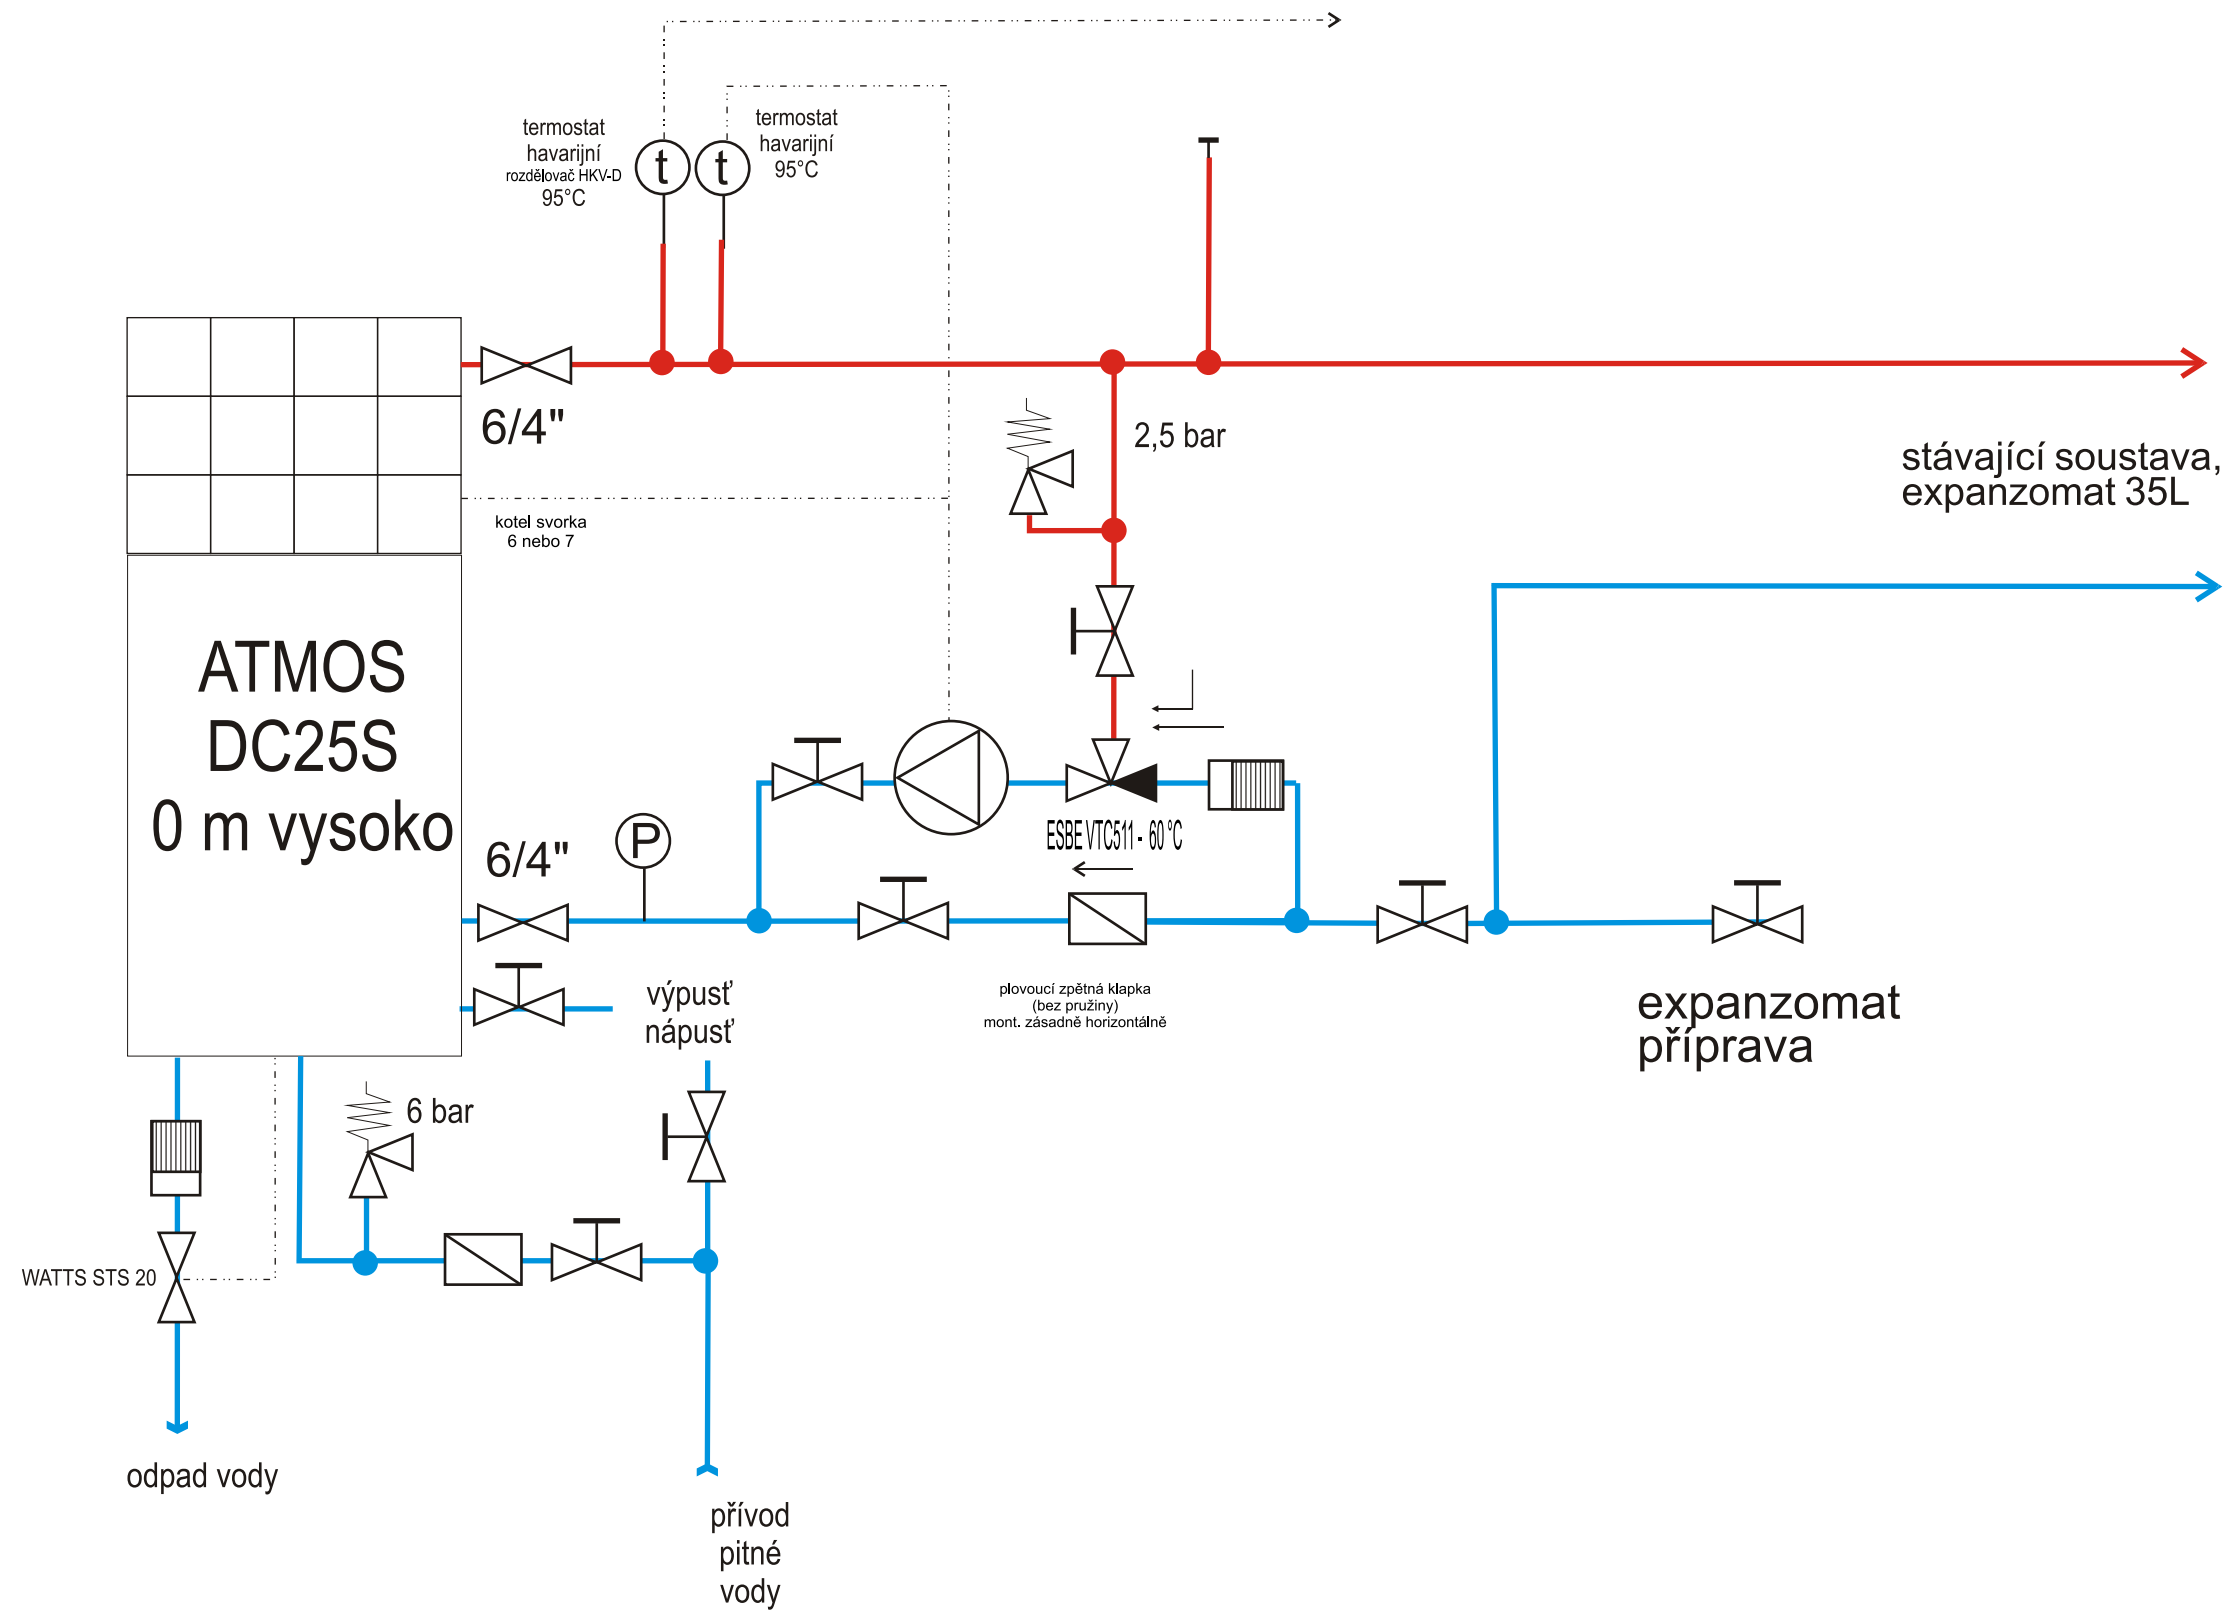 termostat
havarijní
rozdělovač HKV-D
95°C
t
t
termostat
havarijní
95°C
6/4"
2,5 bar
stávající soustava,
expanzomat 35L
kotel svorka
6 nebo 7
ATMOS
DC25S
0 m vysoko
6/4"
P
ESBE VTC511 - 60 °C
plovoucí zpětná klapka
(bez pružiny)
mont. zásadně horizontálně
výpusť
nápusť
expanzomat
příprava
6 bar
WATTS STS 20
odpad vody
přívod
pitné
vody